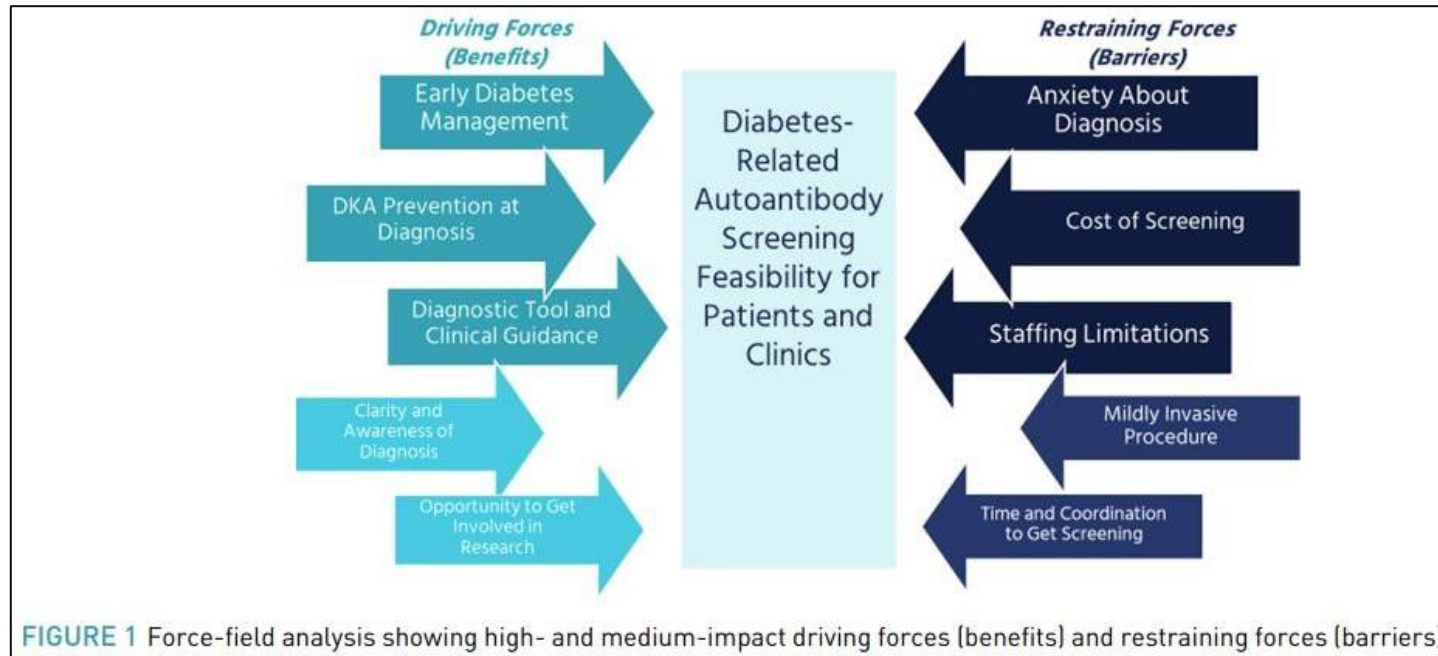 Driving Forces
(Benefits)
Early Diabetes
Management
DKA Prevention at
Diagnosis
Diagnostic Tool and
Clinical Guidance
Clarity and
Awareness of
Diagnosis
Opportunity to Get
Involved in
Research
Diabetes-
Related
Autoantibody
Screening
Feasibility for
Patients and
Clinics
Restraining Forces
(Barriers)
Anxiety About
Diagnosis
Cost of Screening
Staffing Limitations
Mildly Invasive
Procedure
Time and Coordination
to Get Screening
FIGURE 1 Force-field analysis showing high- and medium-impact driving forces (benefits) and restraining forces (barriers)